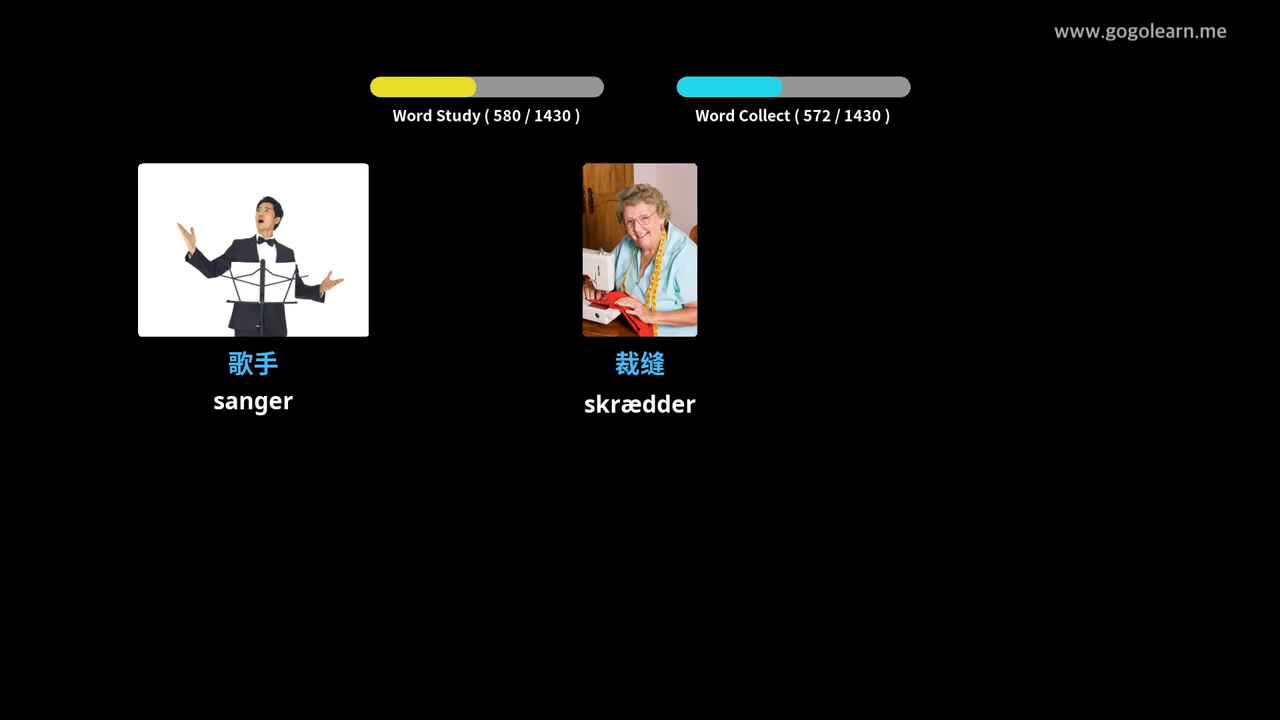 www.gogolearn.me
Word Study ( 580 / 1430 )
Word Collect ( 572 / 1430 )
歌手
sanger
裁缝
skrædder